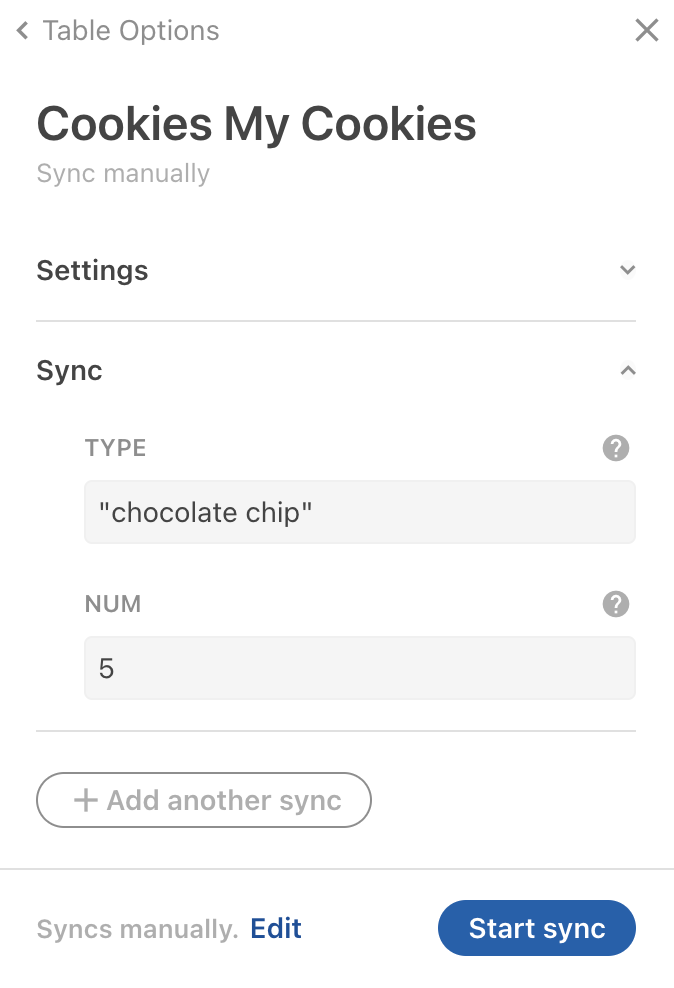 Table Options
Cookies My Cookies
Sync manually
Settings
Sync
TYPE
"chocolate chip"
NUM
5
+ Add another sync
Syncs manually. Edit
Start sync